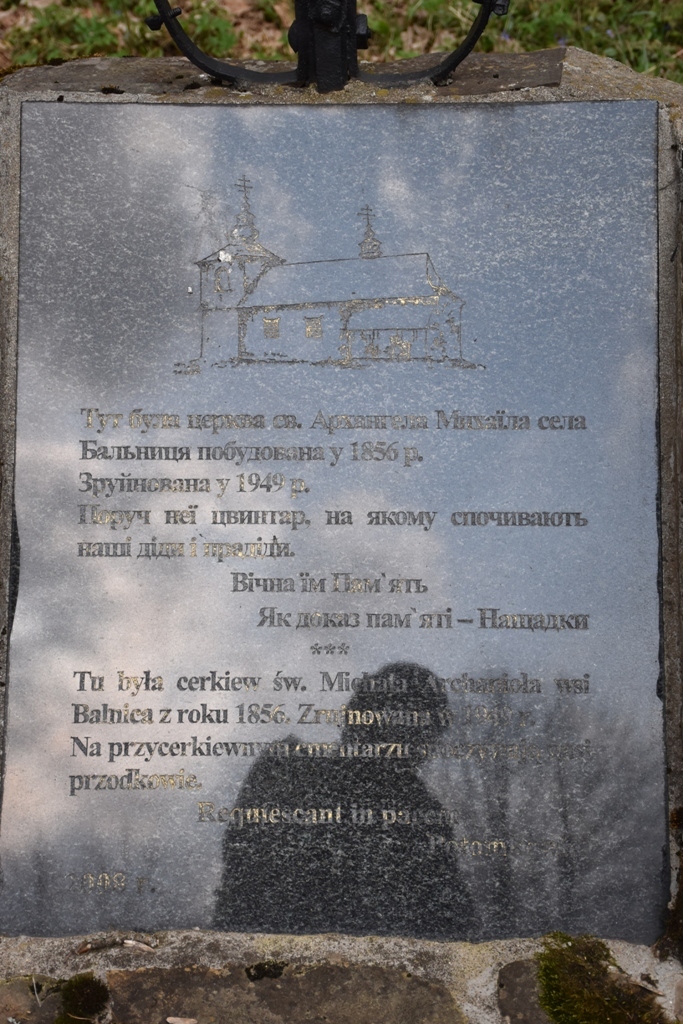 Тут була церква св. Архангела Михаїла села
Бальниця побудована у 1856 р.
Зруйнована у 1949 р.
Поруч неї цвинтар, на якому спочивають
наші діди і прадіди.
Вічна їм Пам`ять
Як доказ пам`яті – Нащадки
***
Tu była cerkiew św. Michała Archanioła wsi
Balnica z roku 1856. Zrujnowana w
Na przycerkiewnym cmentarzu
przodkowie.
Requiescant in pacem